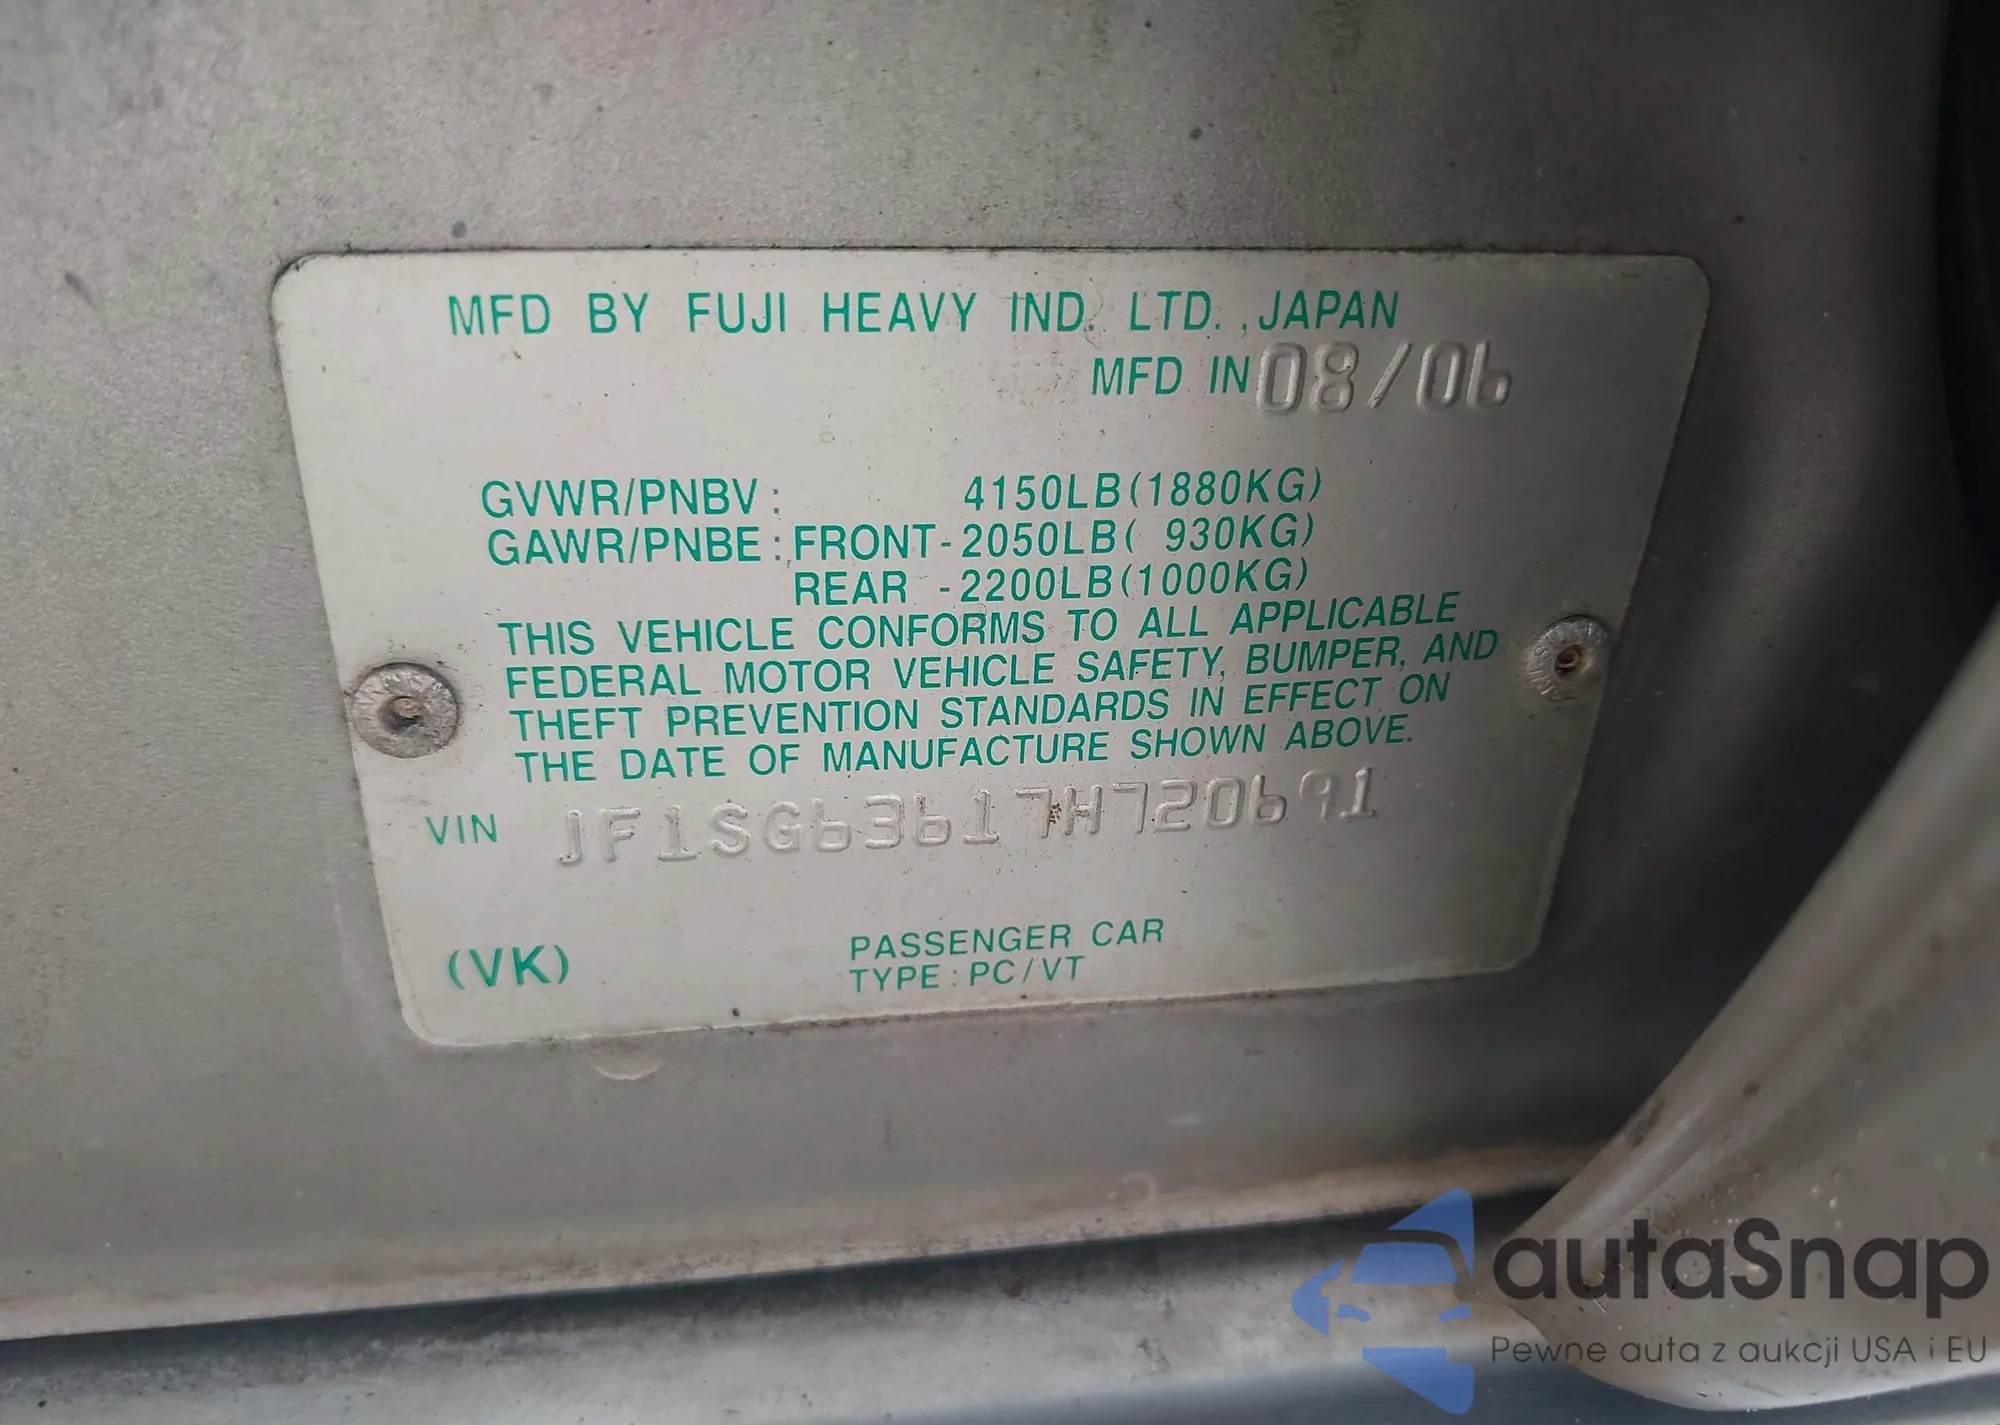 MFD BY FUJI HEAVY IND. LTD., JAPAN
MFD IN 08/06
GVWR/PNBV: 4150LB(1880KG)
GAWR/PNBE: FRONT-2050LB( 930KG)
REAR -2200LB(1000KG)
THIS VEHICLE CONFORMS TO ALL APPLICABLE
FEDERAL MOTOR VEHICLE SAFETY, BUMPER, AND
THEFT PREVENTION STANDARDS IN EFFECT ON
THE DATE OF MANUFACTURE SHOWN ABOVE.
VIN JF1SG63617H720691
(VK)
PASSENGER CAR
TYPE: PC/VT
autaSnap
Pewne auta z aukcji USA i EU